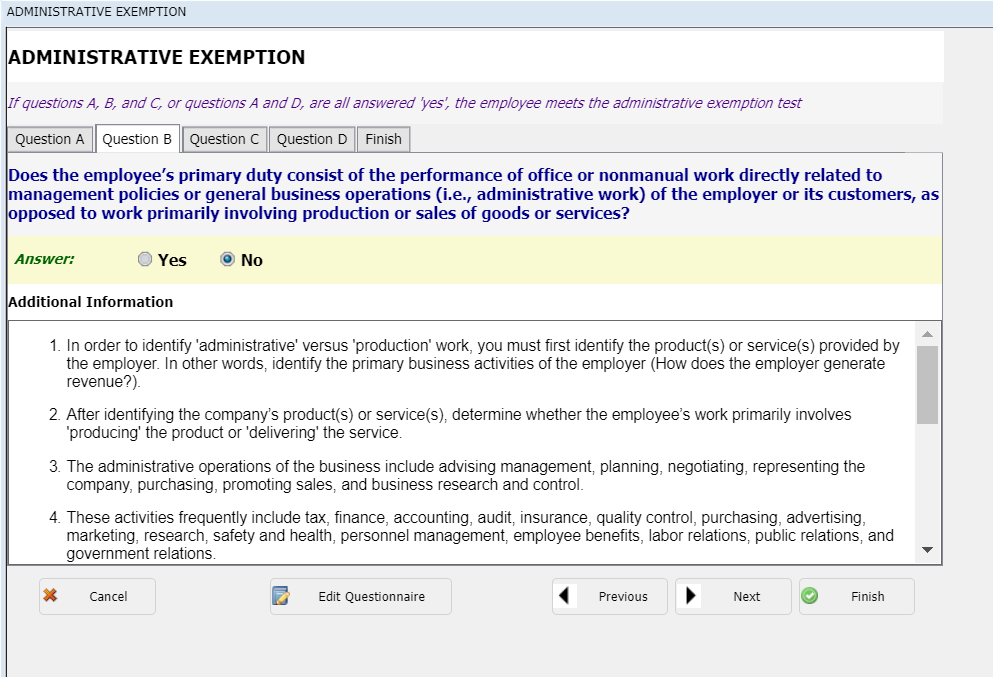 ADMINISTRATIVE EXEMPTION
ADMINISTRATIVE EXEMPTION
If questions A, B, and C, or questions A and D, are all answered 'yes', the employee meets the administrative exemption test
Question A Question B Question C Question D Finish
Does the employee’s primary duty consist of the performance of office or nonmanual work directly related to
management policies or general business operations (i.e., administrative work) of the employer or its customers, as
opposed to work primarily involving production or sales of goods or services?
Answer: Yes No
Additional Information
1. In order to identify 'administrative' versus 'production' work, you must first identify the product(s) or service(s) provided by
the employer. In other words, identify the primary business activities of the employer (How does the employer generate
revenue?).
2. After identifying the company’s product(s) or service(s), determine whether the employee’s work primarily involves
'producing' the product or 'delivering' the service.
3. The administrative operations of the business include advising management, planning, negotiating, representing the
company, purchasing, promoting sales, and business research and control.
4. These activities frequently include tax, finance, accounting, audit, insurance, quality control, purchasing, advertising,
marketing, research, safety and health, personnel management, employee benefits, labor relations, public relations, and
government relations.
Cancel Edit Questionnaire Previous Next Finish